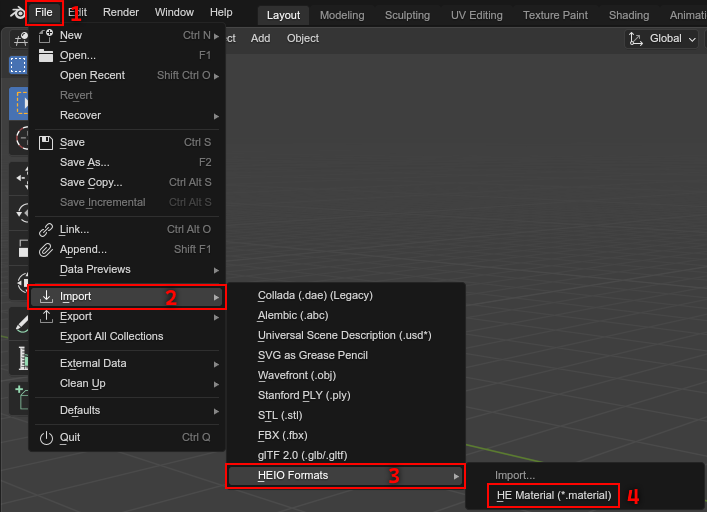 File Edit Render Window Help Layout Modeling Sculpting UV Editing Texture Paint Shading Animati
1
ct Add Object Global
New Ctrl N
Open... F1
Open Recent Shift Ctrl O
Revert
Recover
Save Ctrl S
Save As... F2
Save Copy... Ctrl Alt S
Save Incremental Ctrl Alt S
Link... Ctrl Alt O
Append... Shift F1
Data Previews
Import 2
Export
Export All Collections
External Data
Clean Up
Defaults
Quit Ctrl Q
Collada (.dae) (Legacy)
Alembic (.abc)
Universal Scene Description (.usd*)
SVG as Grease Pencil
Wavefront (.obj)
Stanford PLY (.ply)
STL (.stl)
FBX (.fbx)
glTF 2.0 (.glb/.gltf)
HEIO Formats 3
Import...
HE Material (*.material) 4